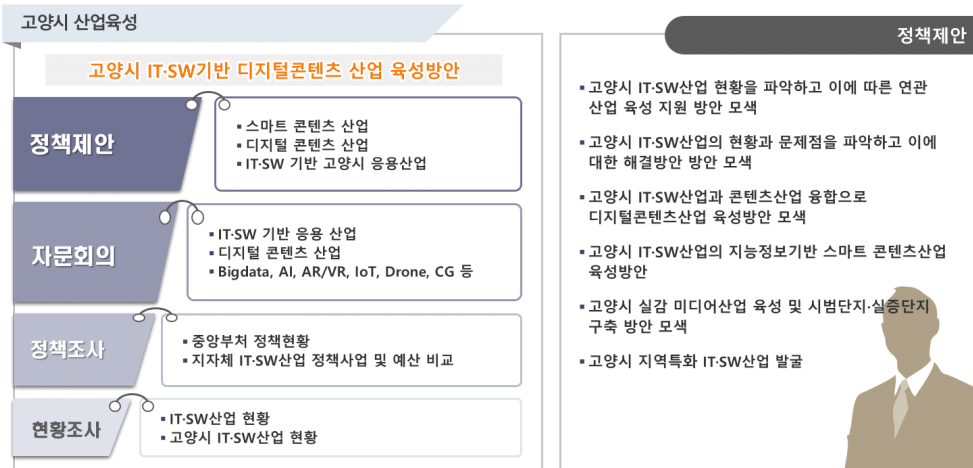 고양시 산업육성
고양시 IT·SW기반 디지털콘텐츠 산업 육성방안
정책제안
▪ 스마트 콘텐츠 산업
▪ 디지털 콘텐츠 산업
▪ IT·SW 기반 고양시 응용산업
자문회의
▪ IT·SW 기반 응용 산업
▪ 디지털 콘텐츠 산업
▪ Bigdata, AI, AR/VR, IoT, Drone, CG 등
정책조사
▪ 중앙부처 정책현황
▪ 지자체 IT·SW산업 정책사업 및 예산 비교
현황조사
▪ IT·SW산업 현황
▪ 고양시 IT·SW산업 현황
정책제안
▪ 고양시 IT·SW산업 현황을 파악하고 이에 따른 연관
산업 육성 지원 방안 모색
▪ 고양시 IT·SW산업의 현황과 문제점을 파악하고 이에
대한 해결방안 방안 모색
▪ 고양시 IT·SW산업과 콘텐츠산업 융합으로
디지털콘텐츠산업 육성방안 모색
▪ 고양시 IT·SW산업의 지능정보기반 스마트 콘텐츠산업
육성방안
▪ 고양시 실감 미디어산업 육성 및 시범단지·실증단지
구축 방안 모색
▪ 고양시 지역특화 IT·SW산업 발굴